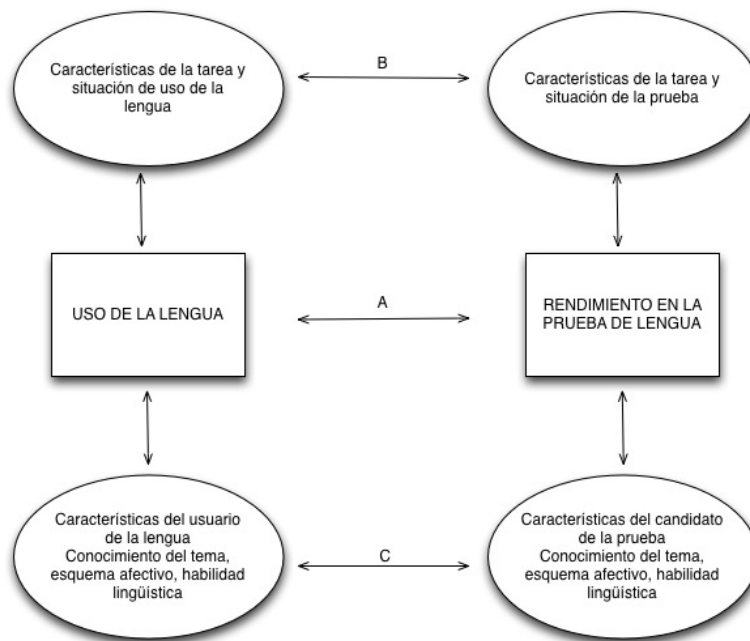 Características de la tarea y
situación de uso de la
lengua
B
Características de la tarea y
situación de la prueba
USO DE LA LENGUA
A
RENDIMIENTO EN LA
PRUEBA DE LENGUA
Características del usuario
de la lengua
Conocimiento del tema,
esquema afectivo, habilidad
lingüística
C
Características del candidato
de la prueba
Conocimiento del tema,
esquema afectivo, habilidad
lingüística